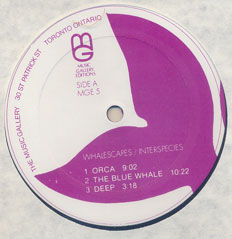 THE MUSIC GALLERY 30 ST PATRICK ST TORONTO ONTARIO
MG
MUSIC
GALLERY
EDITIONS
SIDE A
MGE 5
WHALESCAPES / INTERSPECIES
1 ORCA 9:02
2 THE BLUE WHALE 10:22
3 DEEP 3:18